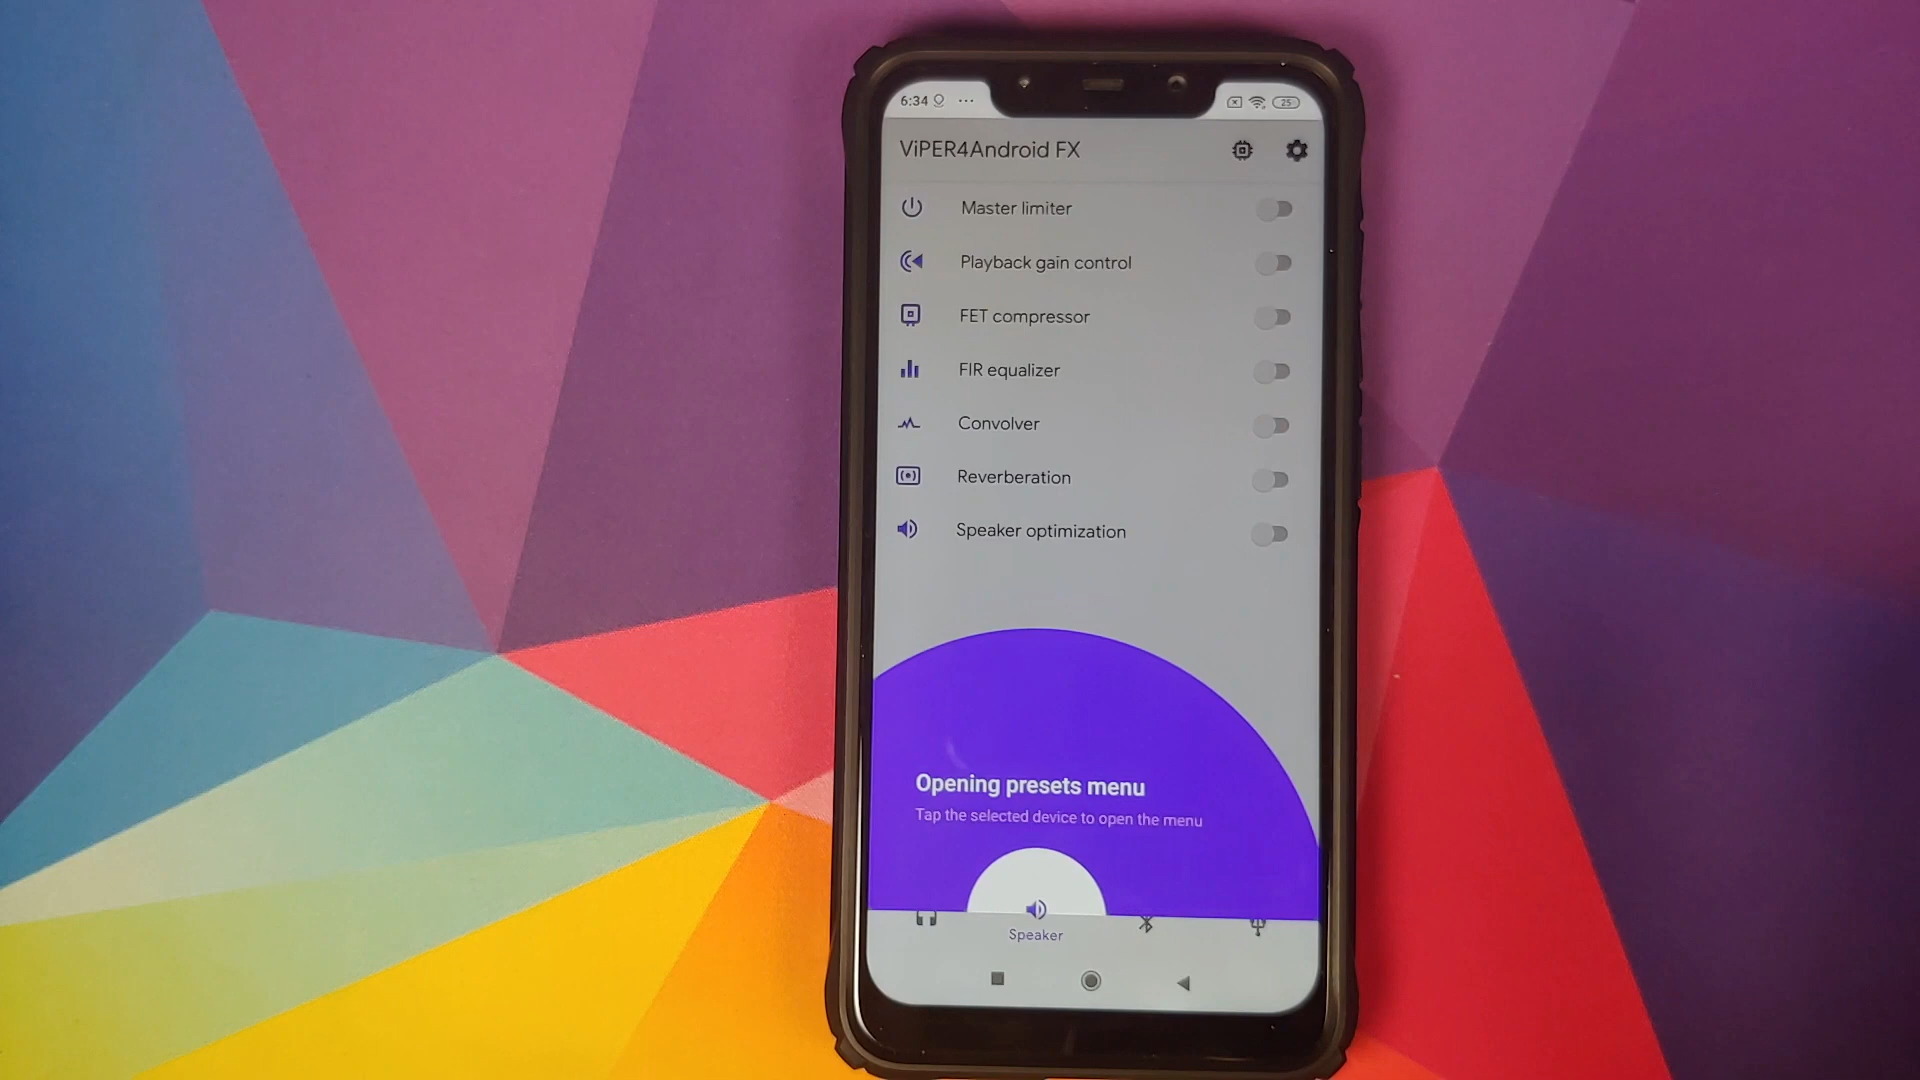 6:34 ... 25
ViPER4Android FX
Master limiter
Playback gain control
FET compressor
FIR equalizer
Convolver
Reverberation
Speaker optimization
Opening presets menu
Tap the selected device to open the menu
Speaker